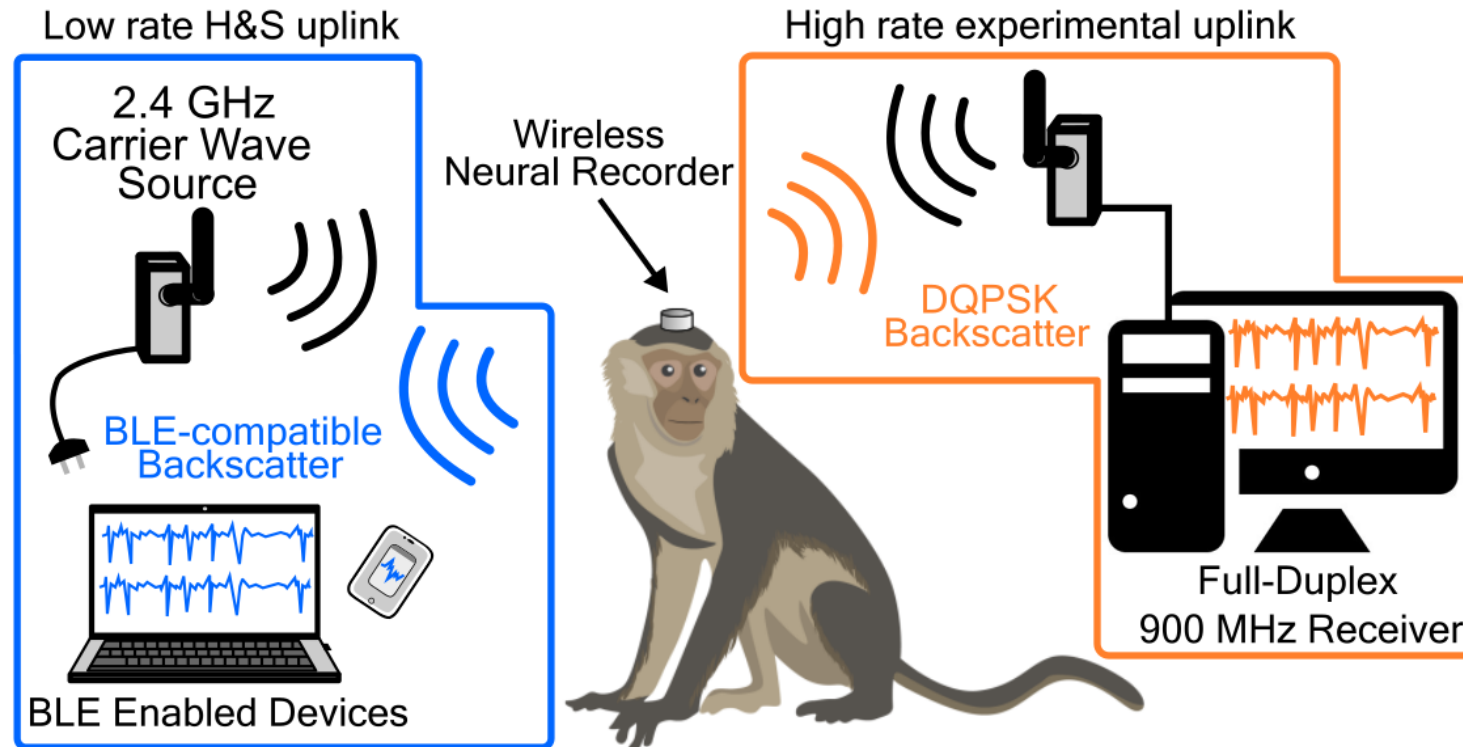 Low rate H&S uplink
2.4 GHz
Carrier Wave
Source
BLE-compatible
Backscatter
BLE Enabled Devices
Wireless
Neural Recorder
High rate experimental uplink
DQPSK
Backscatter
Full-Duplex
900 MHz Receiver